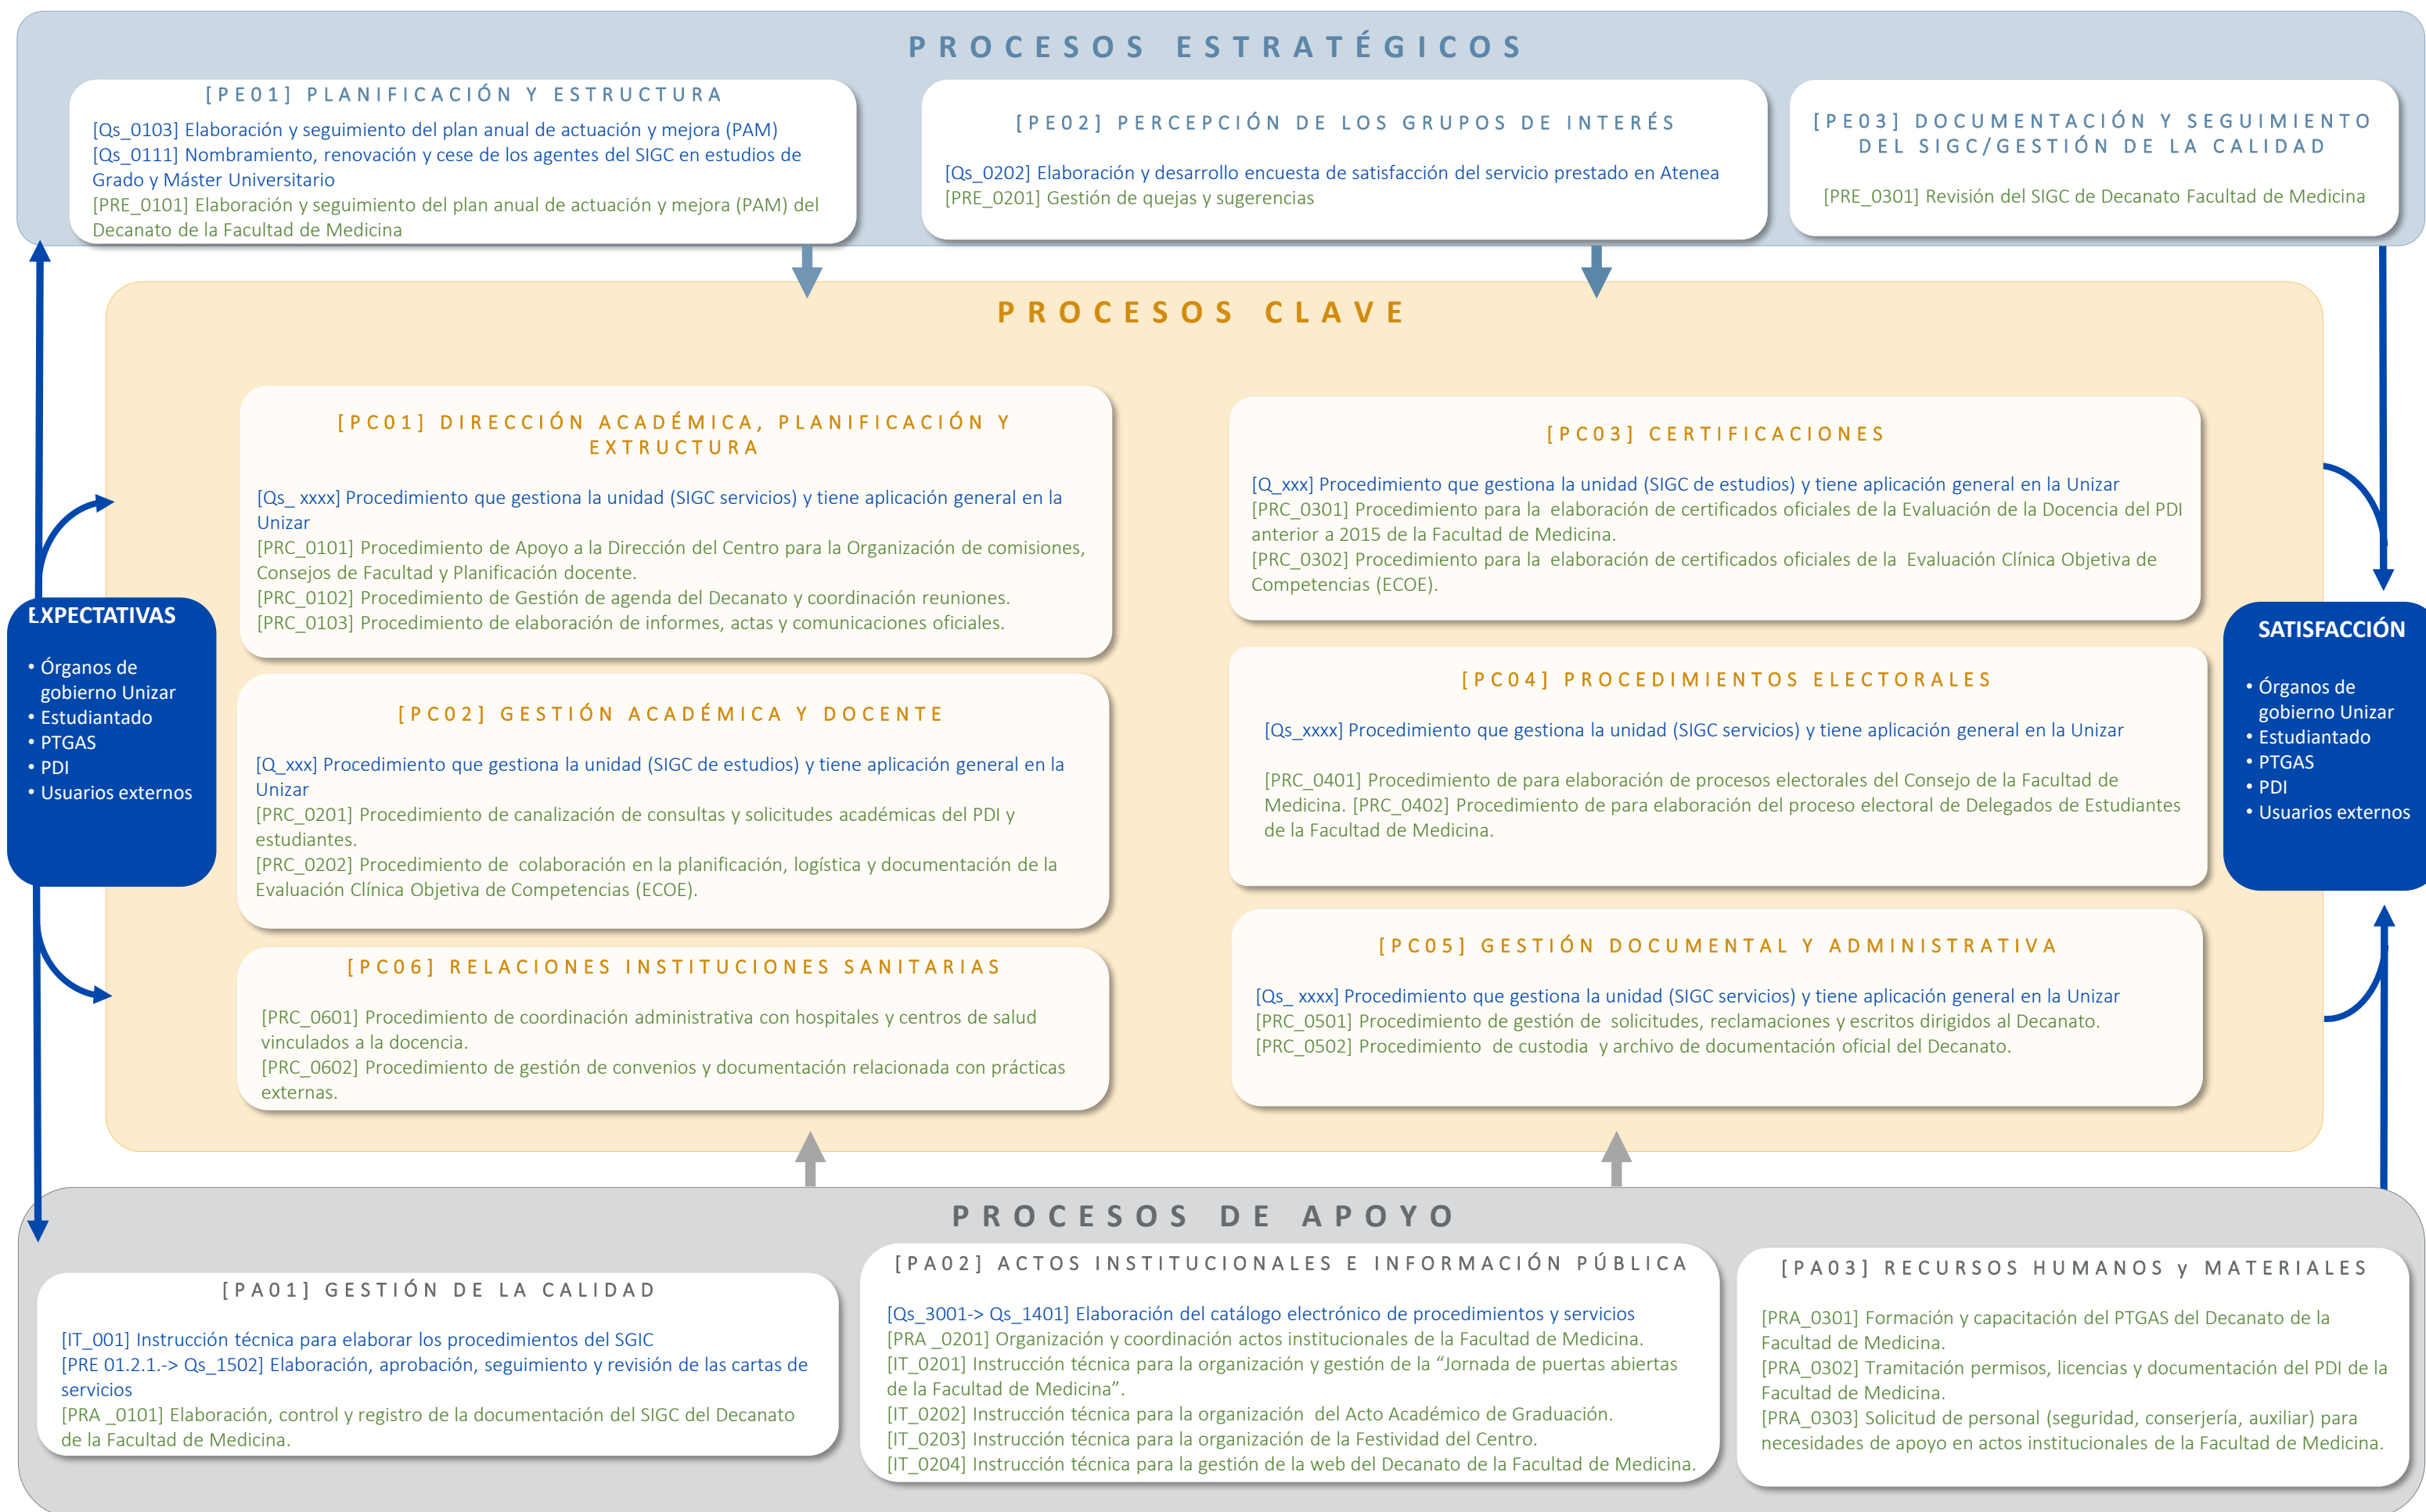 PROCESOS ESTRATÉGICOS
[PE01] PLANIFICACIÓN Y ESTRUCTURA
[Qs_0103] Elaboración y seguimiento del plan anual de actuación y mejora (PAM)
[Qs_0111] Nombramiento, renovación y cese de los agentes del SIGC en estudios de
Grado y Máster Universitario
[PRE_0101] Elaboración y seguimiento del plan anual de actuación y mejora (PAM) del
Decanato de la Facultad de Medicina
[PE02] PERCEPCIÓN DE LOS GRUPOS DE INTERÉS
[Qs_0202] Elaboración y desarrollo encuesta de satisfacción del servicio prestado en Atenea
[PRE_0201] Gestión de quejas y sugerencias
[PE03] DOCUMENTACIÓN Y SEGUIMIENTO
DEL SIGC/GESTIÓN DE LA CALIDAD
[PRE_0301] Revisión del SIGC de Decanato Facultad de Medicina
PROCESOS CLAVE
[PC01] DIRECCIÓN ACADÉMICA, PLANIFICACIÓN Y
EXTRUCTURA
[Qs_ xxxx] Procedimiento que gestiona la unidad (SIGC servicios) y tiene aplicación general en la
Unizar
[PRC_0101] Procedimiento de Apoyo a la Dirección del Centro para la Organización de comisiones,
Consejos de Facultad y Planificación docente.
[PRC_0102] Procedimiento de Gestión de agenda del Decanato y coordinación reuniones.
[PRC_0103] Procedimiento de elaboración de informes, actas y comunicaciones oficiales.
[PC03] CERTIFICACIONES
[Q_xxx] Procedimiento que gestiona la unidad (SIGC de estudios) y tiene aplicación general en la Unizar
[PRC_0301] Procedimiento para la elaboración de certificados oficiales de la Evaluación de la Docencia del PDI
anterior a 2015 de la Facultad de Medicina.
[PRC_0302] Procedimiento para la elaboración de certificados oficiales de la Evaluación Clínica Objetiva de
Competencias (ECOE).
EXPECTATIVAS
• Órganos de
gobierno Unizar
• Estudiantado
• PTGAS
• PDI
• Usuarios externos
[PC02] GESTIÓN ACADÉMICA Y DOCENTE
[Q_xxx] Procedimiento que gestiona la unidad (SIGC de estudios) y tiene aplicación general en la
Unizar
[PRC_0201] Procedimiento de canalización de consultas y solicitudes académicas del PDI y
estudiantes.
[PRC_0202] Procedimiento de colaboración en la planificación, logística y documentación de la
Evaluación Clínica Objetiva de Competencias (ECOE).
[PC04] PROCEDIMIENTOS ELECTORALES
[Qs_xxxx] Procedimiento que gestiona la unidad (SIGC servicios) y tiene aplicación general en la Unizar
[PRC_0401] Procedimiento de para elaboración de procesos electorales del Consejo de la Facultad de
Medicina. [PRC_0402] Procedimiento de para elaboración del proceso electoral de Delegados de Estudiantes
de la Facultad de Medicina.
SATISFACCIÓN
• Órganos de
gobierno Unizar
• Estudiantado
• PTGAS
• PDI
• Usuarios externos
[PC06] RELACIONES INSTITUCIONES SANITARIAS
[PRC_0601] Procedimiento de coordinación administrativa con hospitales y centros de salud
vinculados a la docencia.
[PRC_0602] Procedimiento de gestión de convenios y documentación relacionada con prácticas
externas.
[PC05] GESTIÓN DOCUMENTAL Y ADMINISTRATIVA
[Qs_ xxxx] Procedimiento que gestiona la unidad (SIGC servicios) y tiene aplicación general en la Unizar
[PRC_0501] Procedimiento de gestión de solicitudes, reclamaciones y escritos dirigidos al Decanato.
[PRC_0502] Procedimiento de custodia y archivo de documentación oficial del Decanato.
PROCESOS DE APOYO
[PA01] GESTIÓN DE LA CALIDAD
[IT_001] Instrucción técnica para elaborar los procedimientos del SGIC
[PRE 01.2.1.-> Qs_1502] Elaboración, aprobación, seguimiento y revisión de las cartas de
servicios
[PRA _0101] Elaboración, control y registro de la documentación del SIGC del Decanato
de la Facultad de Medicina.
[PA02] ACTOS INSTITUCIONALES E INFORMACIÓN PÚBLICA
[Qs_3001-> Qs_1401] Elaboración del catálogo electrónico de procedimientos y servicios
[PRA _0201] Organización y coordinación actos institucionales de la Facultad de Medicina.
[IT_0201] Instrucción técnica para la organización y gestión de la “Jornada de puertas abiertas
de la Facultad de Medicina”.
[IT_0202] Instrucción técnica para la organización del Acto Académico de Graduación.
[IT_0203] Instrucción técnica para la organización de la Festividad del Centro.
[IT_0204] Instrucción técnica para la gestión de la web del Decanato de la Facultad de Medicina.
[PA03] RECURSOS HUMANOS y MATERIALES
[PRA_0301] Formación y capacitación del PTGAS del Decanato de la
Facultad de Medicina.
[PRA_0302] Tramitación permisos, licencias y documentación del PDI de la
Facultad de Medicina.
[PRA_0303] Solicitud de personal (seguridad, conserjería, auxiliar) para
necesidades de apoyo en actos institucionales de la Facultad de Medicina.